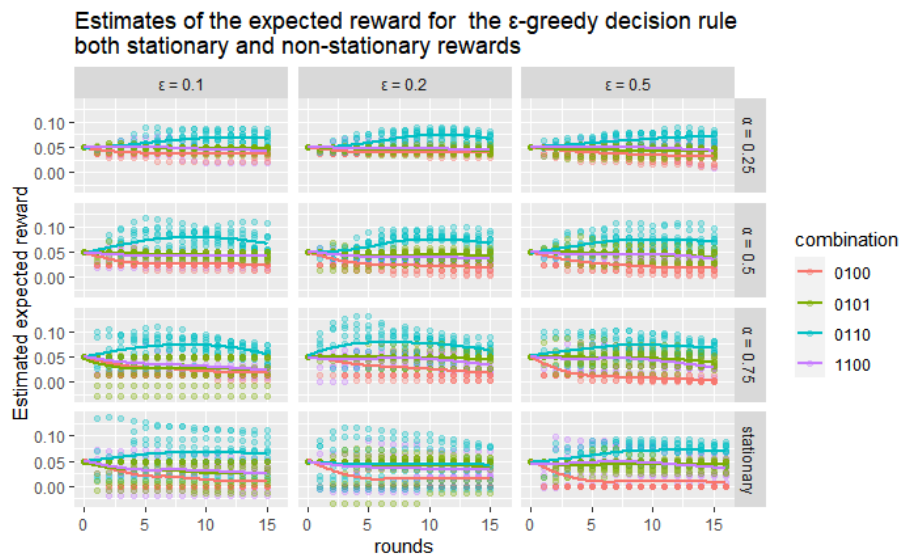 Estimates of the expected reward for the ε-greedy decision rule
both stationary and non-stationary rewards
ε = 0.1
ε = 0.2
ε = 0.5
0.10
0.05
0.00
α = 0.25
0.10
0.05
0.00
α = 0.5
0.10
0.05
0.00
α = 0.75
0.10
0.05
0.00
stationary
Estimated expected reward
0 5 10 15
0 5 10 15
0 5 10 15
rounds
combination
0100
0101
0110
1100